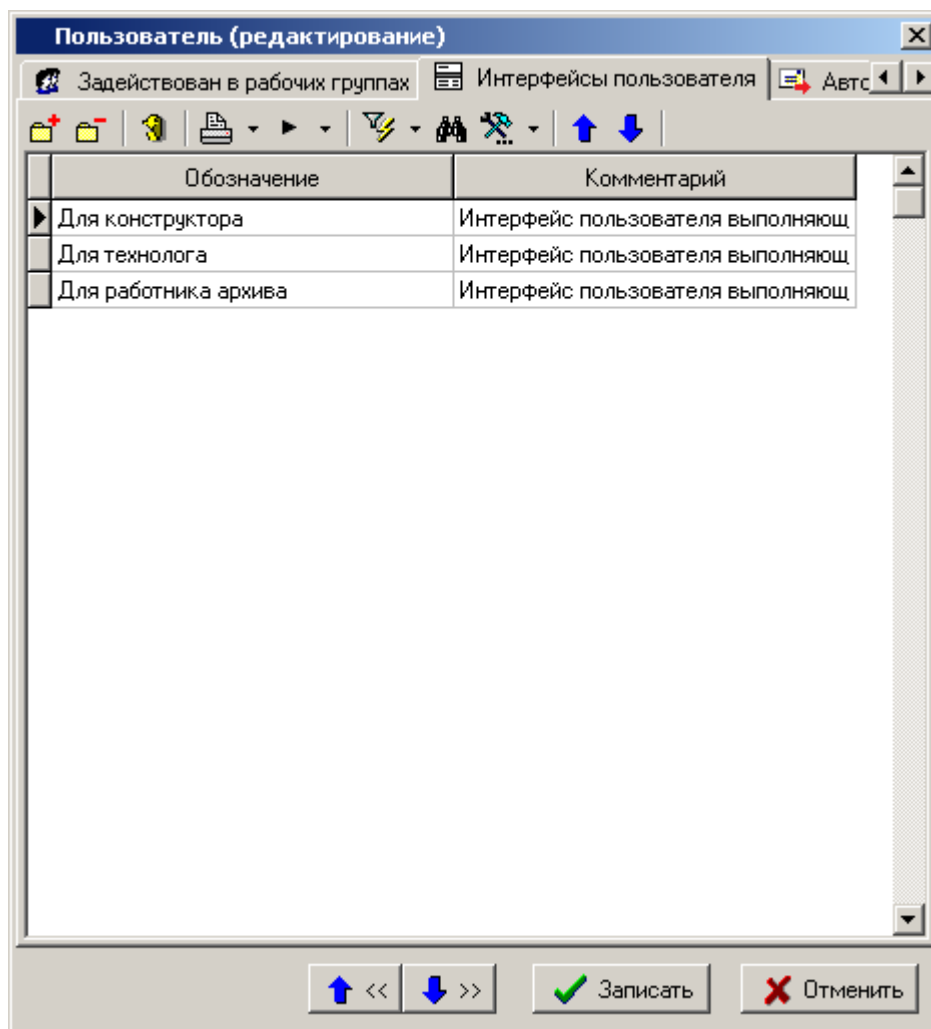 Пользователь (редактирование)
Задействован в рабочих группах Интерфейсы пользователя Авто
Обозначение Комментарий
Для конструктора Интерфейс пользователя выполняющ
Для технолога Интерфейс пользователя выполняющ
Для работника архива Интерфейс пользователя выполняющ
<< >> Записать Отменить